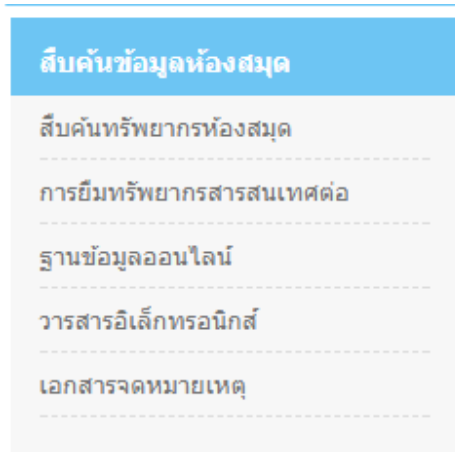 สืบค้นข้อมูลห้องสมุด
สืบค้นทรัพยากรห้องสมุด
การยืมทรัพยากรสารสนเทศต่อ
ฐานข้อมูลออนไลน์
วารสารอิเล็กทรอนิกส์
เอกสารจดหมายเหตุ